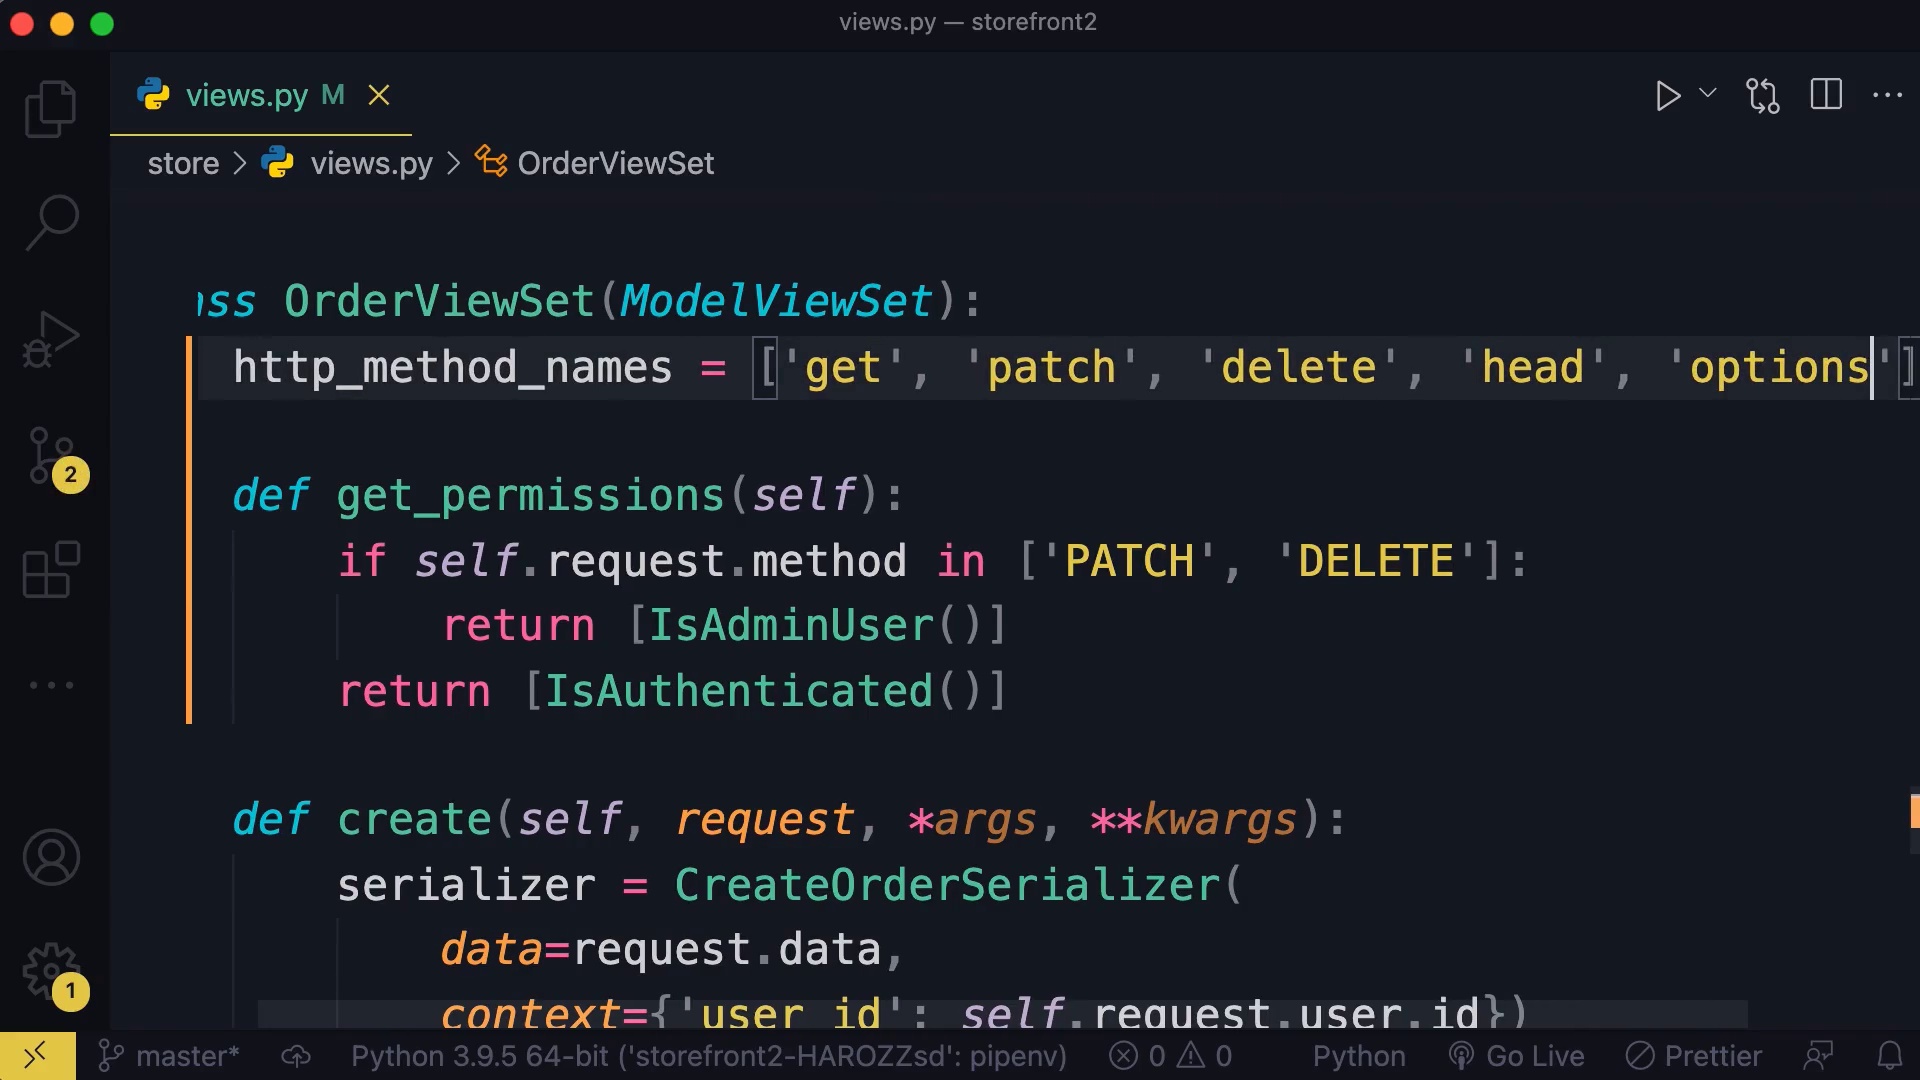 views.py — storefront2
views.py M
store > views.py > OrderViewSet
ass OrderViewSet(ModelViewSet):
http_method_names = ['get', 'patch', 'delete', 'head', 'options']
def get_permissions(self):
if self.request.method in ['PATCH', 'DELETE']:
return [IsAdminUser()]
return [IsAuthenticated()]
def create(self, request, *args, **kwargs):
serializer = CreateOrderSerializer(
data=request.data,
context={'user_id': self.request.user.id})
2
1
master* Python 3.9.5 64-bit ('storefront2-HAROZZsd': pipenv) 0 0 Python Go Live Prettier